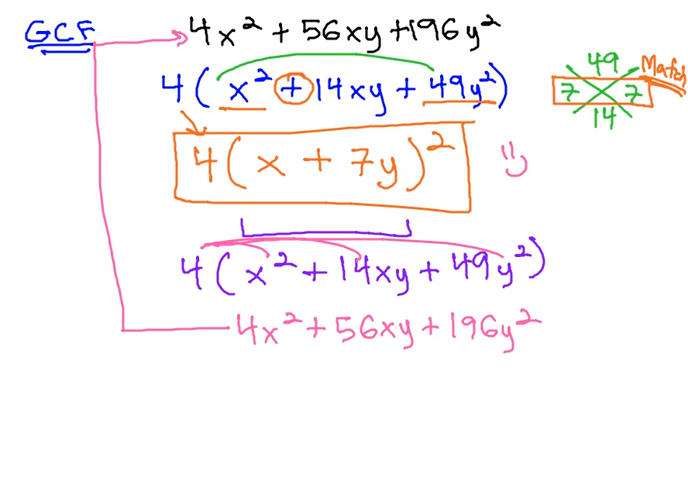 GCF
4x² + 56xy + 196y²
4(x² + 14xy + 49y²)
49
7 7 Match
14
4(x + 7y)²
4(x² + 14xy + 49y²)
4x² + 56xy + 196y²